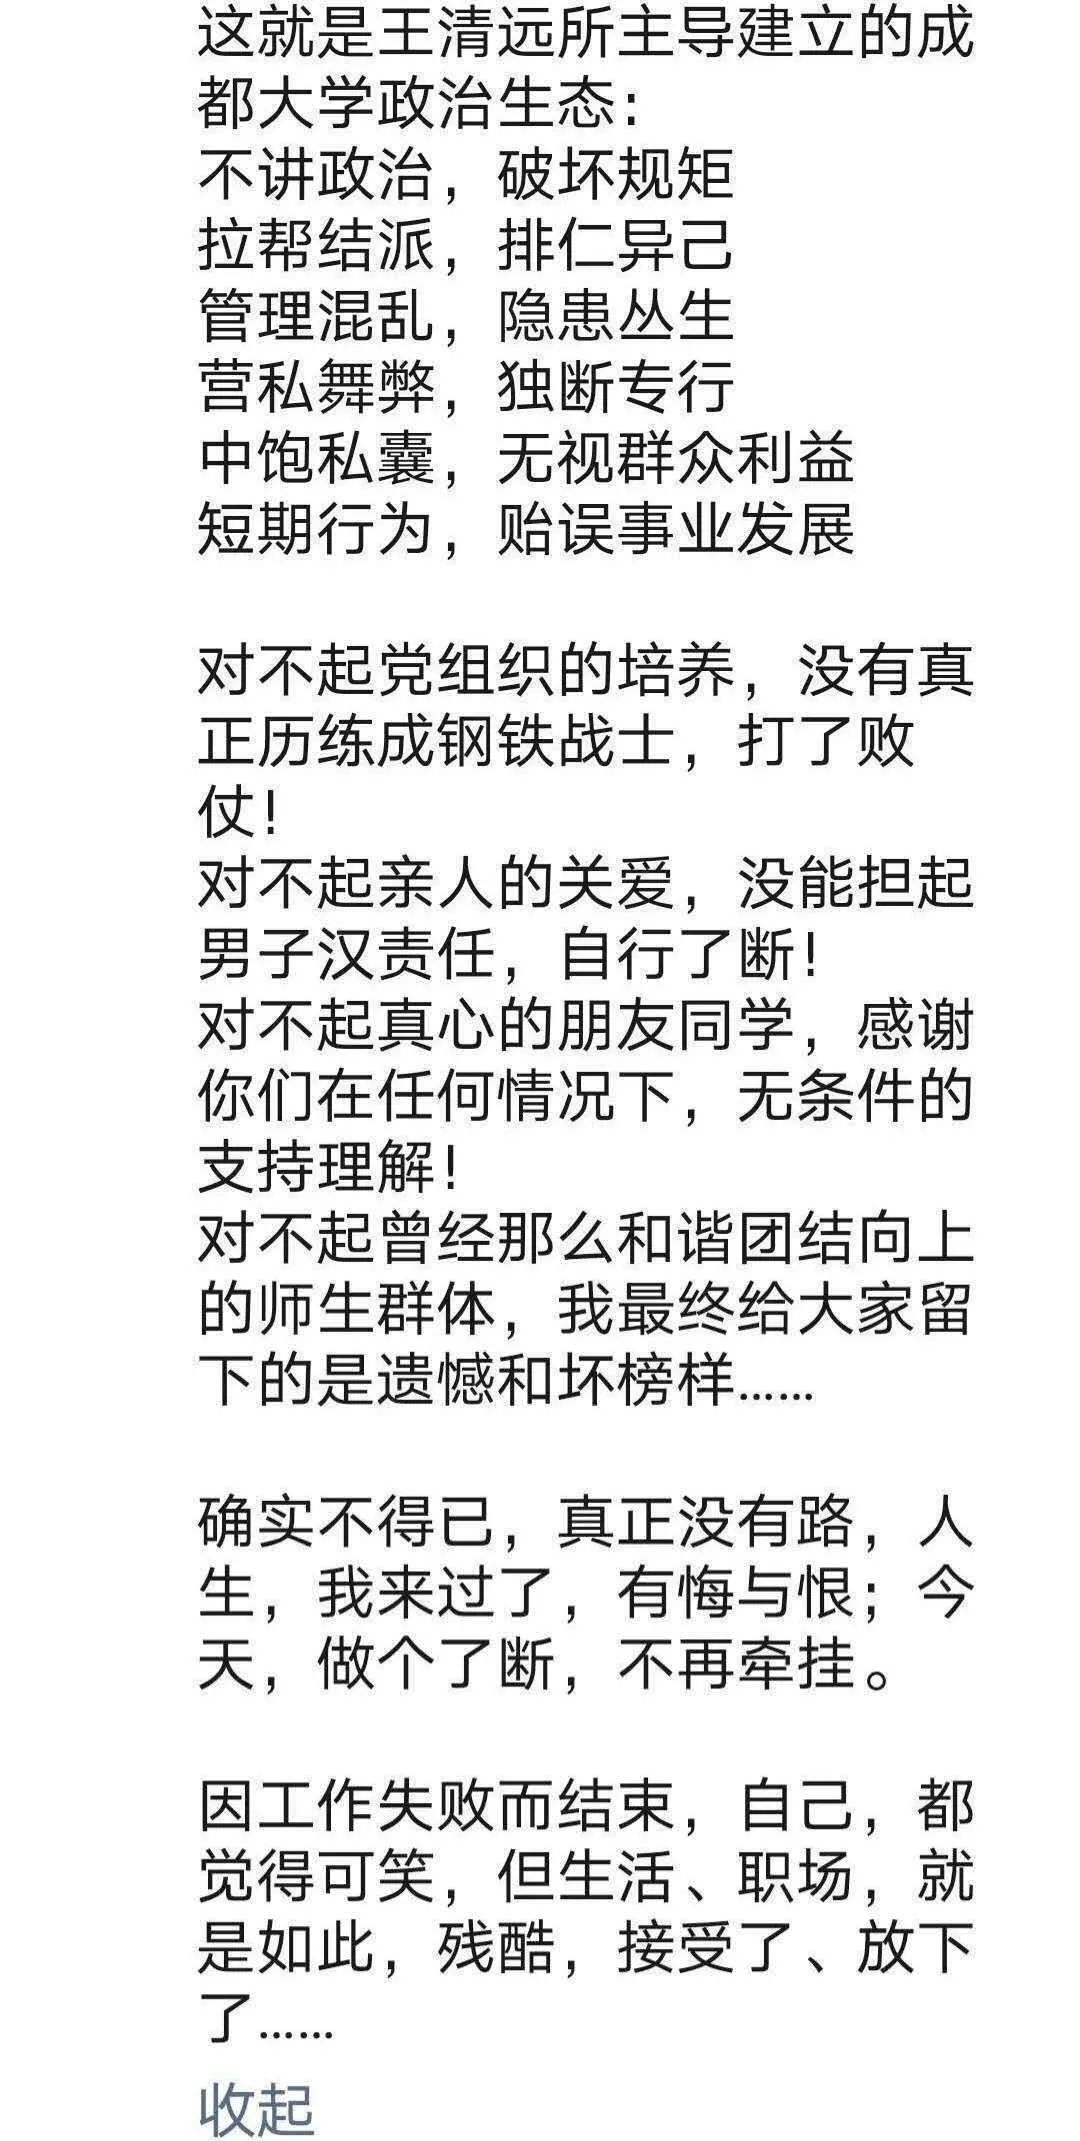 这就是王清远所主导建立的成
都大学政治生态：
不讲政治，破坏规矩
拉帮结派，排仁异己
管理混乱，隐患丛生
营私舞弊，独断专行
中饱私囊，无视群众利益
短期行为，贻误事业发展
对不起党组织的培养，没有真
正历练成钢铁战士，打了败
仗！
对不起亲人的关爱，没能担起
男子汉责任，自行了断！
对不起真心的朋友同学，感谢
你们在任何情况下，无条件的
支持理解！
对不起曾经那么和谐团结向上
的师生群体，我最终给大家留
下的是遗憾和坏榜样……
确实不得已，真正没有路，人
生，我来过了，有悔与恨；今
天，做个了断，不再牵挂。
因工作失败而结束，自己，都
觉得可笑，但生活、职场，就
是如此，残酷，接受了、放下
了……
收起